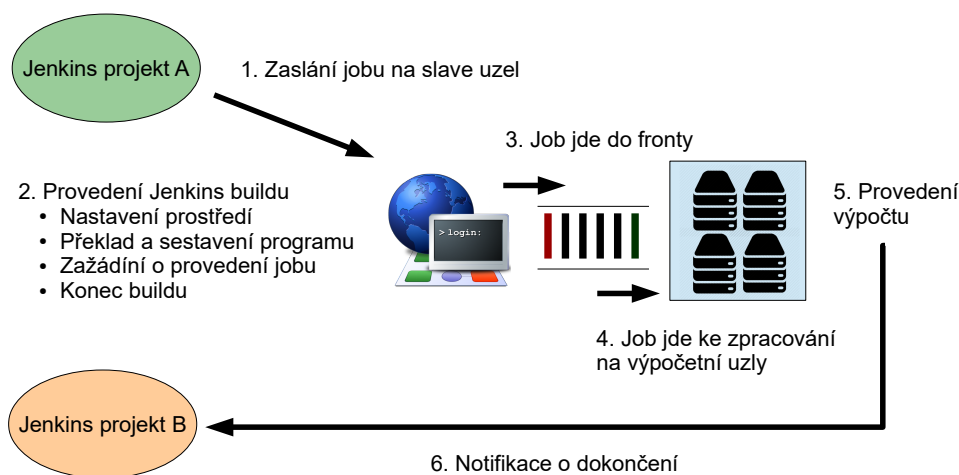 Jenkins projekt A
1. Zaslání jobu na slave uzel
3. Job jde do fronty
2. Provedení Jenkins buildu
• Nastavení prostředí
• Překlad a sestavení programu
• Zažádíní o provedení jobu
• Konec buildu
> login:
5. Provedení
výpočtu
4. Job jde ke zpracování
na výpočetní uzly
Jenkins projekt B
6. Notifikace o dokončení